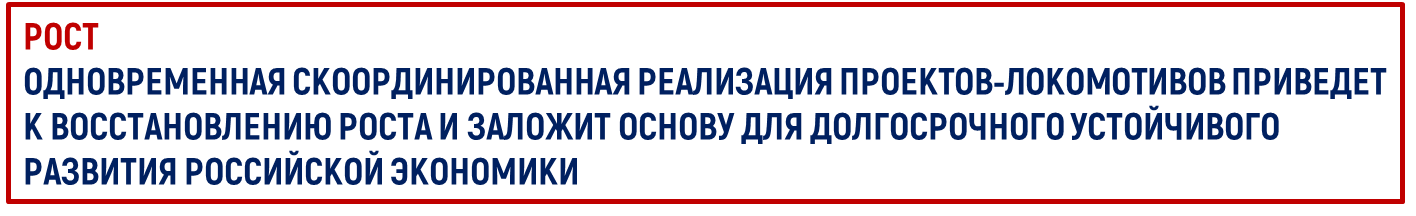 РОСТ
ОДНОВРЕМЕННАЯ СКООРДИНИРОВАННАЯ РЕАЛИЗАЦИЯ ПРОЕКТОВ-ЛОКОМОТИВОВ ПРИВЕДЕТ
К ВОССТАНОВЛЕНИЮ РОСТА И ЗАЛОЖИТ ОСНОВУ ДЛЯ ДОЛГОСРОЧНОГО УСТОЙЧИВОГО
РАЗВИТИЯ РОССИЙСКОЙ ЭКОНОМИКИ